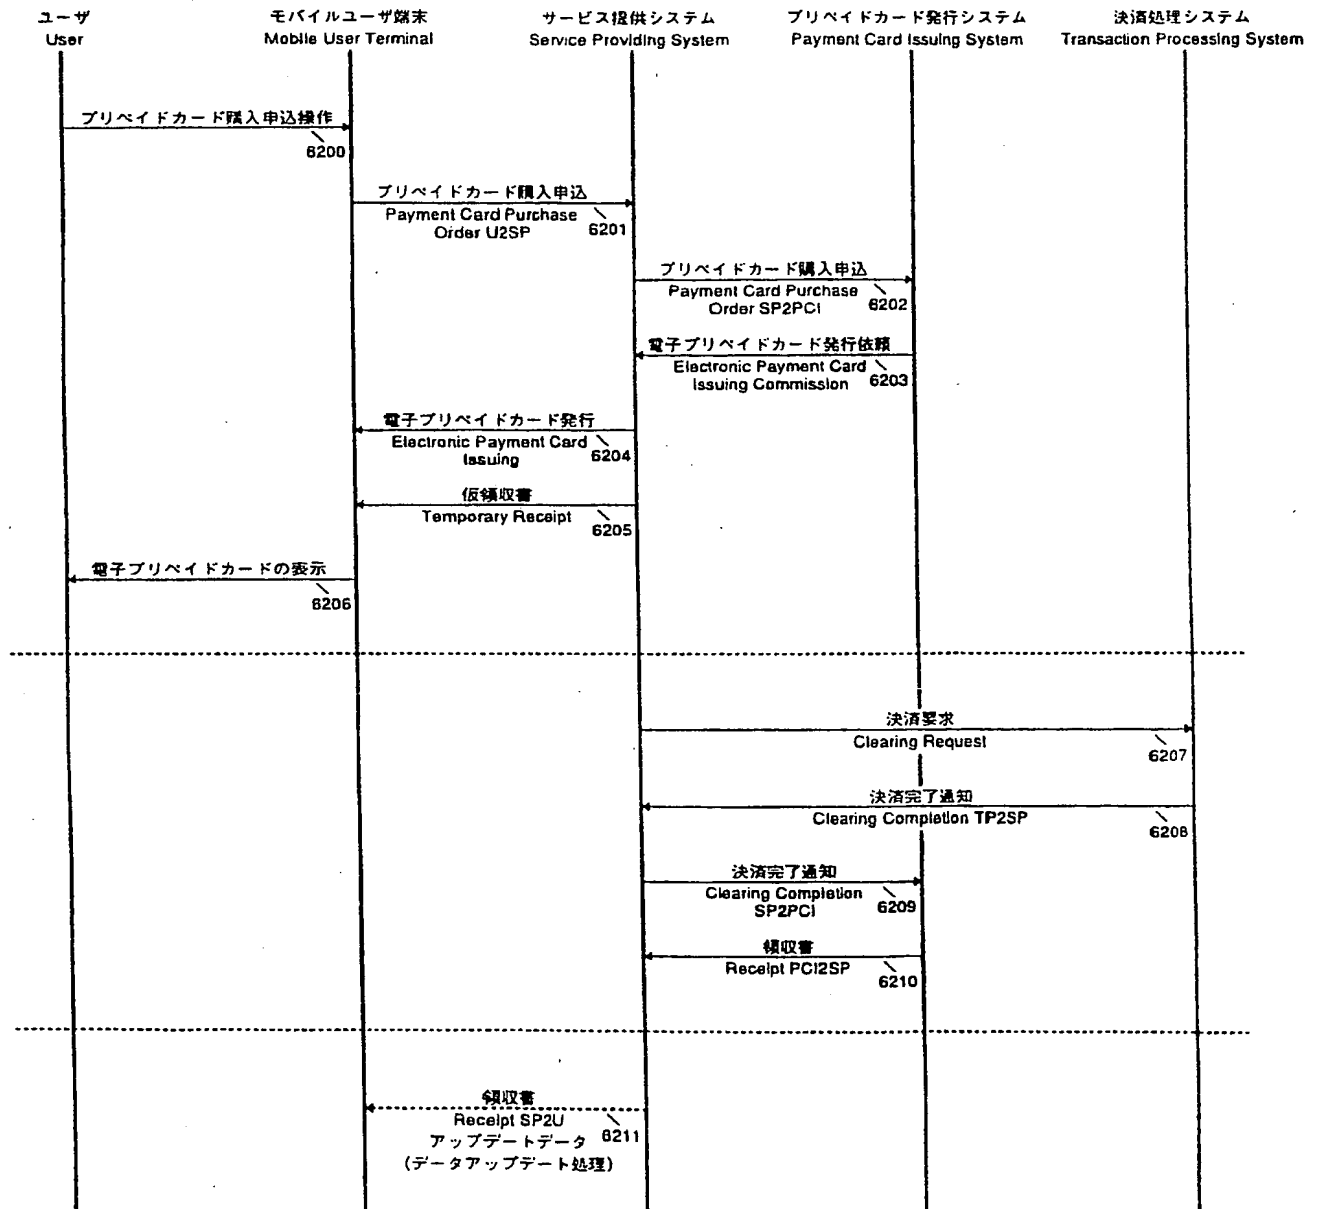 ユーザ
User
モバイルユーザ端末
Mobile User Terminal
サービス提供システム
Service Providing System
プリペイドカード発行システム
Payment Card Issuing System
決済処理システム
Transaction Processing System
プリペイドカード購入申込操作
6200
プリペイドカード購入申込
Payment Card Purchase
Order U2SP
6201
プリペイドカード購入申込
Payment Card Purchase
Order SP2PCI
6202
電子プリペイドカード発行依頼
Electronic Payment Card
Issuing Commission
6203
電子プリペイドカード発行
Electronic Payment Card
Issuing
6204
仮領収書
Temporary Receipt
6205
電子プリペイドカードの表示
6206
決済要求
Clearing Request
6207
決済完了通知
Clearing Completion TP2SP
6208
決済完了通知
Clearing Completion
SP2PCI
6209
領収書
Receipt PCI2SP
6210
領収書
Receipt SP2U
6211
アップデートデータ
(データアップデート処理)